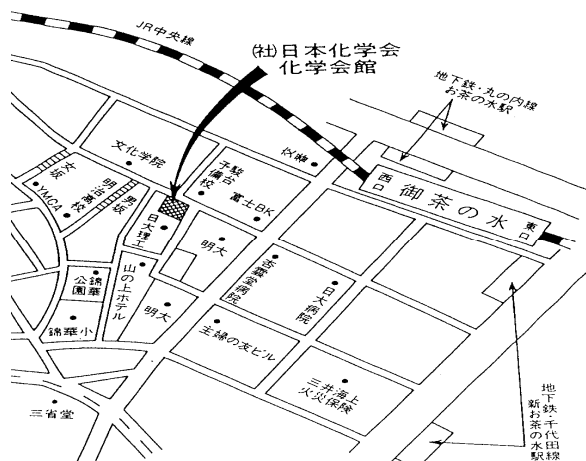 JR中央線
(社)日本化学会
化学会館
地下鉄・丸の内線
お茶の水駅
文化学院
駿台
予備校
交番
富士BK
西口
御茶の水
東口
女坂
YMCA
明治高校
男坂
日大理工
明大
錦華
公園
山の上ホテル
明大
杏雲堂病院
日大病院
錦華小
主婦の友ビル
三井海上
火災保険
三省堂
地下鉄・千代田線
新お茶の水駅